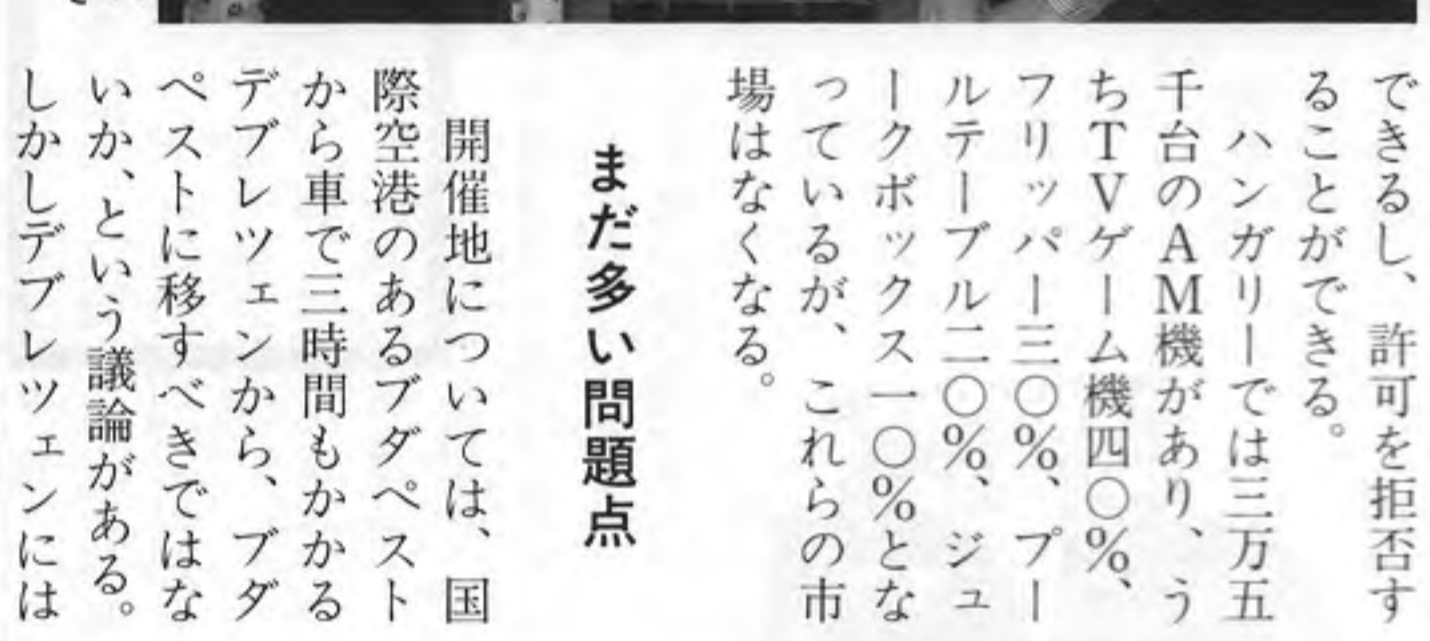 できるし、許可を拒否す
ることができる。
ハンガリーでは三万五
千台のAM機があり、う
ちTVゲーム機四〇%、
フリッパー三〇%、プー
ルテーブル二〇%、ジュ
ークボックス一〇%とな
っているが、これらの市
場はなくなる。
まだ多い問題点
開催地については、国
際空港のあるブダペスト
から車で三時間もかかる
デブレツェンから、ブダ
ペストに移すべきではな
いか、という議論がある。
しかしデブレツェンには